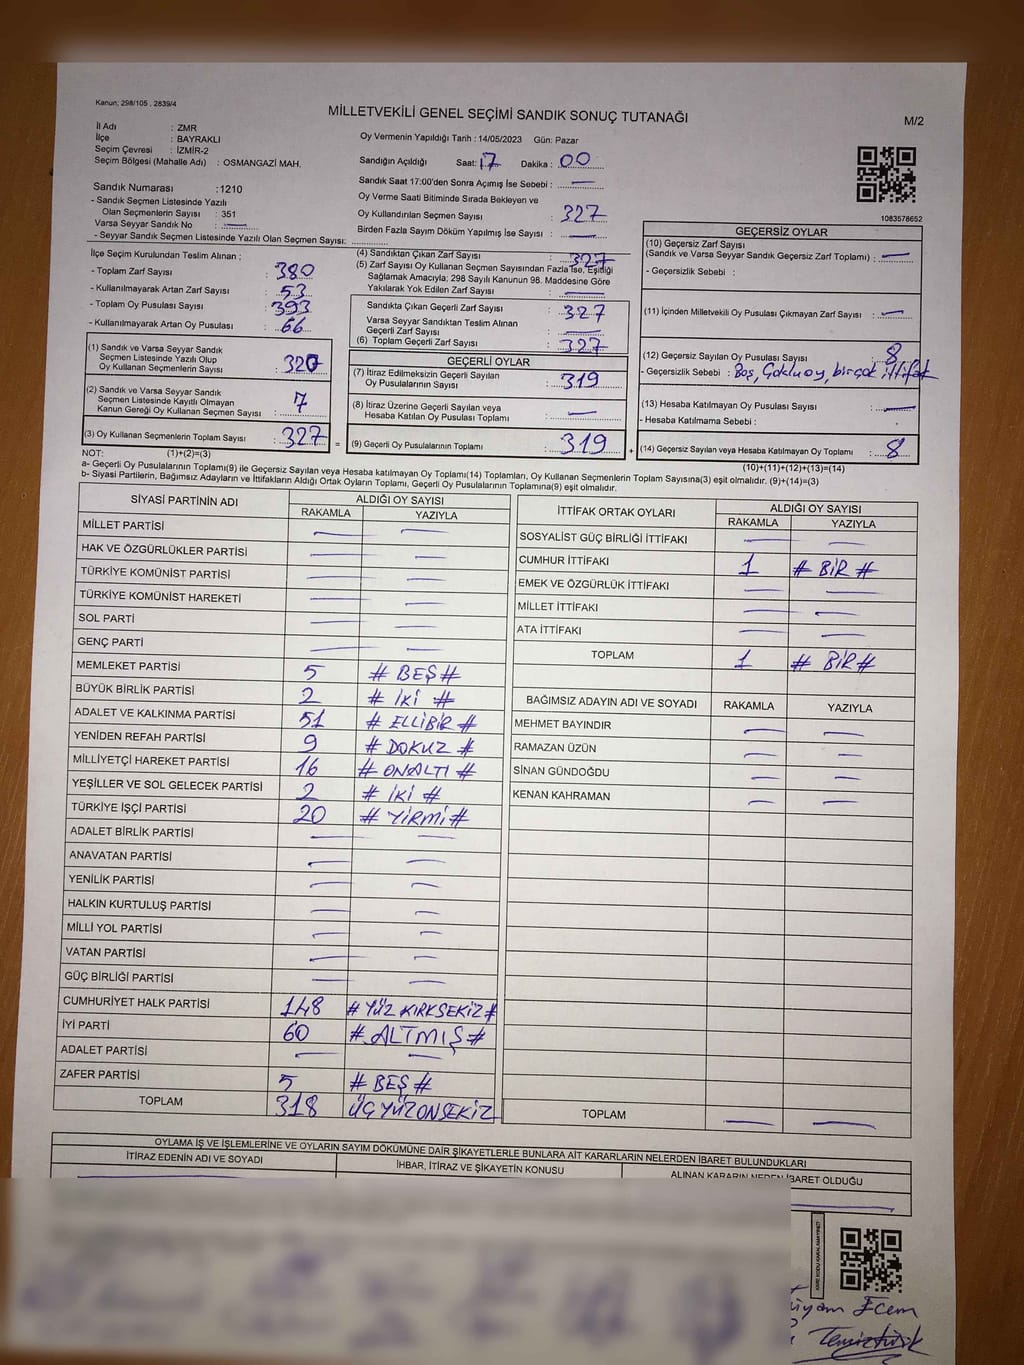 Kanun; 298/105 , 2839/4
MİLLETVEKİLİ GENEL SEÇİMİ SANDIK SONUÇ TUTANAĞI
M/2
İl Adı : ZMR
İlçe : BAYRAKLI
Seçim Çevresi : İZMİR-2
Seçim Bölgesi (Mahalle Adı) : OSMANGAZİ MAH.
Oy Vermenin Yapıldığı Tarih : 14/05/2023 Gün: Pazar
Sandığın Açıldığı Saat: 17 Dakika : 00
Sandık Saat 17:00'den Sonra Açımış İse Sebebi : —
Oy Verme Saati Bitiminde Sırada Bekleyen ve
Oy Kullandırılan Seçmen Sayısı : 327
Birden Fazla Sayım Döküm Yapılmış İse Sayısı : —
Sandık Numarası : 1210
- Sandık Seçmen Listesinde Yazılı
Olan Seçmenlerin Sayısı : 351
Varsa Seyyar Sandık No : —
- Seyyar Sandık Seçmen Listesinde Yazılı Olan Seçmen Sayısı:
1083578652
İlçe Seçim Kurulundan Teslim Alınan ;
- Toplam Zarf Sayısı : 380
- Kullanılmayarak Artan Zarf Sayısı : 53
- Toplam Oy Pusulası Sayısı : 393
- Kullanılmayarak Artan Oy Pusulası : 66
(1) Sandık ve Varsa Seyyar Sandık
Seçmen Listesinde Yazılı Olup
Oy Kullanan Seçmenlerin Sayısı : 320
(2) Sandık ve Varsa Seyyar Sandık
Seçmen Listesinde Kayıtlı Olmayan
Kanun Gereği Oy Kullanan Seçmen Sayısı : 7
(3) Oy Kullanan Seçmenlerin Toplam Sayısı : 327 =
(4) Sandıktan Çıkan Zarf Sayısı : 327
(5) Zarf Sayısı Oy Kullanan Seçmen Sayısından Fazla İse, Eşitliği
Sağlamak Amacıyla; 298 Sayılı Kanunun 98. Maddesine Göre
Yakılarak Yok Edilen Zarf Sayısı : —
Sandıkta Çıkan Geçerli Zarf Sayısı : 327
Varsa Seyyar Sandıktan Teslim Alınan
Geçerli Zarf Sayısı : —
(6) Toplam Geçerli Zarf Sayısı : 327
GEÇERLİ OYLAR
(7) İtiraz Edilmeksizin Geçerli Sayılan
Oy Pusulalarının Sayısı : 319
(8) İtiraz Üzerine Geçerli Sayılan veya
Hesaba Katılan Oy Pusulası Toplamı : —
(9) Geçerli Oy Pusulalarının Toplamı : 319 +
GEÇERSİZ OYLAR
(10) Geçersiz Zarf Sayısı
(Sandık ve Varsa Seyyar Sandık Geçersiz Zarf Toplamı) : —
- Geçersizlik Sebebi :
(11) İçinden Milletvekili Oy Pusulası Çıkmayan Zarf Sayısı : —
(12) Geçersiz Sayılan Oy Pusulası Sayısı : 8
- Geçersizlik Sebebi : Boş, Çoklu oy, birçok ittifak
(13) Hesaba Katılmayan Oy Pusulası Sayısı : —
- Hesaba Katılmama Sebebi :
(14) Geçersiz Sayılan veya Hesaba Katılmayan Oy Toplamı : 8
NOT: (1)+(2)=(3)
(10)+(11)+(12)+(13)=(14)
a- Geçerli Oy Pusulalarının Toplamı(9) ile Geçersiz Sayılan veya Hesaba katılmayan Oy Toplamı(14) Toplamları, Oy Kullanan Seçmenlerin Toplam Sayısına(3) eşit olmalıdır. (9)+(14)=(3)
b- Siyasi Partilerin, Bağımsız Adayların ve İttifakların Aldığı Ortak Oyların Toplamı, Geçerli Oy Pusulalarının Toplamına(9) eşit olmalıdır.
SİYASİ PARTİNİN ADI ALDIĞI OY SAYISI
RAKAMLA YAZIYLA
MİLLET PARTİSİ — —
HAK VE ÖZGÜRLÜKLER PARTİSİ — —
TÜRKİYE KOMÜNİST PARTİSİ — —
TÜRKİYE KOMÜNİST HAREKETİ — —
SOL PARTİ — —
GENÇ PARTİ — —
MEMLEKET PARTİSİ 5 # BEŞ #
BÜYÜK BİRLİK PARTİSİ 2 # İKİ #
ADALET VE KALKINMA PARTİSİ 51 # ELLİBİR #
YENİDEN REFAH PARTİSİ 9 # DOKUZ #
MİLLİYETÇİ HAREKET PARTİSİ 16 # ONALTI #
YEŞİLLER VE SOL GELECEK PARTİSİ 2 # İKİ #
TÜRKİYE İŞÇİ PARTİSİ 20 # YİRMİ #
ADALET BİRLİK PARTİSİ — —
ANAVATAN PARTİSİ — —
YENİLİK PARTİSİ — —
HALKIN KURTULUŞ PARTİSİ — —
MİLLİ YOL PARTİSİ — —
VATAN PARTİSİ — —
GÜÇ BİRLİĞİ PARTİSİ — —
CUMHURİYET HALK PARTİSİ 148 # YÜZ KIRKSEKİZ #
İYİ PARTİ 60 # ALTMIŞ #
ADALET PARTİSİ — —
ZAFER PARTİSİ 5 # BEŞ #
TOPLAM 318 ÜÇYÜZONSEKİZ
İTTİFAK ORTAK OYLARI ALDIĞI OY SAYISI
RAKAMLA YAZIYLA
SOSYALİST GÜÇ BİRLİĞİ İTTİFAKI — —
CUMHUR İTTİFAKI 1 # BİR #
EMEK VE ÖZGÜRLÜK İTTİFAKI — —
MİLLET İTTİFAKI — —
ATA İTTİFAKI — —
TOPLAM 1 # BİR #
BAĞIMSIZ ADAYIN ADI VE SOYADI RAKAMLA YAZIYLA
MEHMET BAYINDIR — —
RAMAZAN ÜZÜN — —
SİNAN GÜNDOĞDU — —
KENAN KAHRAMAN — —
TOPLAM — —
OYLAMA İŞ VE İŞLEMLERİNE VE OYLARIN SAYIM DÖKÜMÜNE DAİR ŞİKAYETLERLE BUNLARA AİT KARARLARIN NELERDEN İBARET BULUNDUKLARI
İTİRAZ EDENİN ADI VE SOYADI İHBAR, İTİRAZ VE ŞİKAYETİN KONUSU ALINAN KARARIN NEDEN İBARET OLDUĞU
KARE KODU KARALAMAYINIZ!
Ecem
Temiztürk